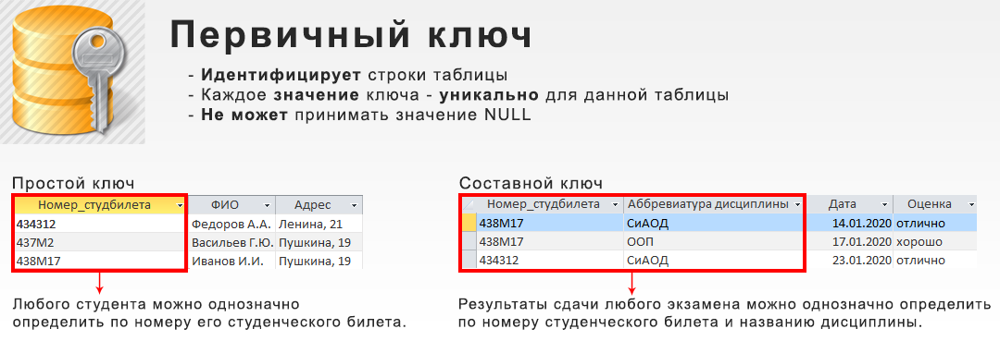 Первичный ключ
- Идентифицирует строки таблицы
- Каждое значение ключа - уникально для данной таблицы
- Не может принимать значение NULL
Простой ключ
Номер_студбилета ФИО Адрес
434312 Федоров А.А. Ленина, 21
437М2 Васильев Г.Ю. Пушкина, 19
438М17 Иванов И.И. Пушкина, 19
Любого студента можно однозначно
определить по номеру его студенческого билета.
Составной ключ
Номер_студбилета Аббревиатура дисциплины Дата Оценка
438М17 СиАОД 14.01.2020 отлично
438М17 ООП 17.01.2020 хорошо
434312 СиАОД 23.01.2020 отлично
Результаты сдачи любого экзамена можно однозначно определить
по номеру студенческого билета и названию дисциплины.